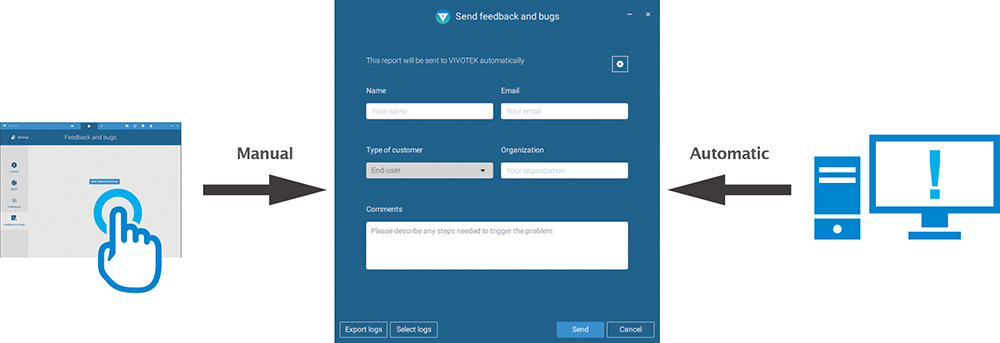 Send feedback and bugs
This report will be sent to VIVOTEK automatically
Name
Email
Your name
Your email
Type of customer
Organization
End-user
Your organization
Comments
Please describe any steps needed to trigger the problem
Export logs
Select logs
Send
Cancel
Manual
Automatic
Settings
Feedback and bugs
Preferences